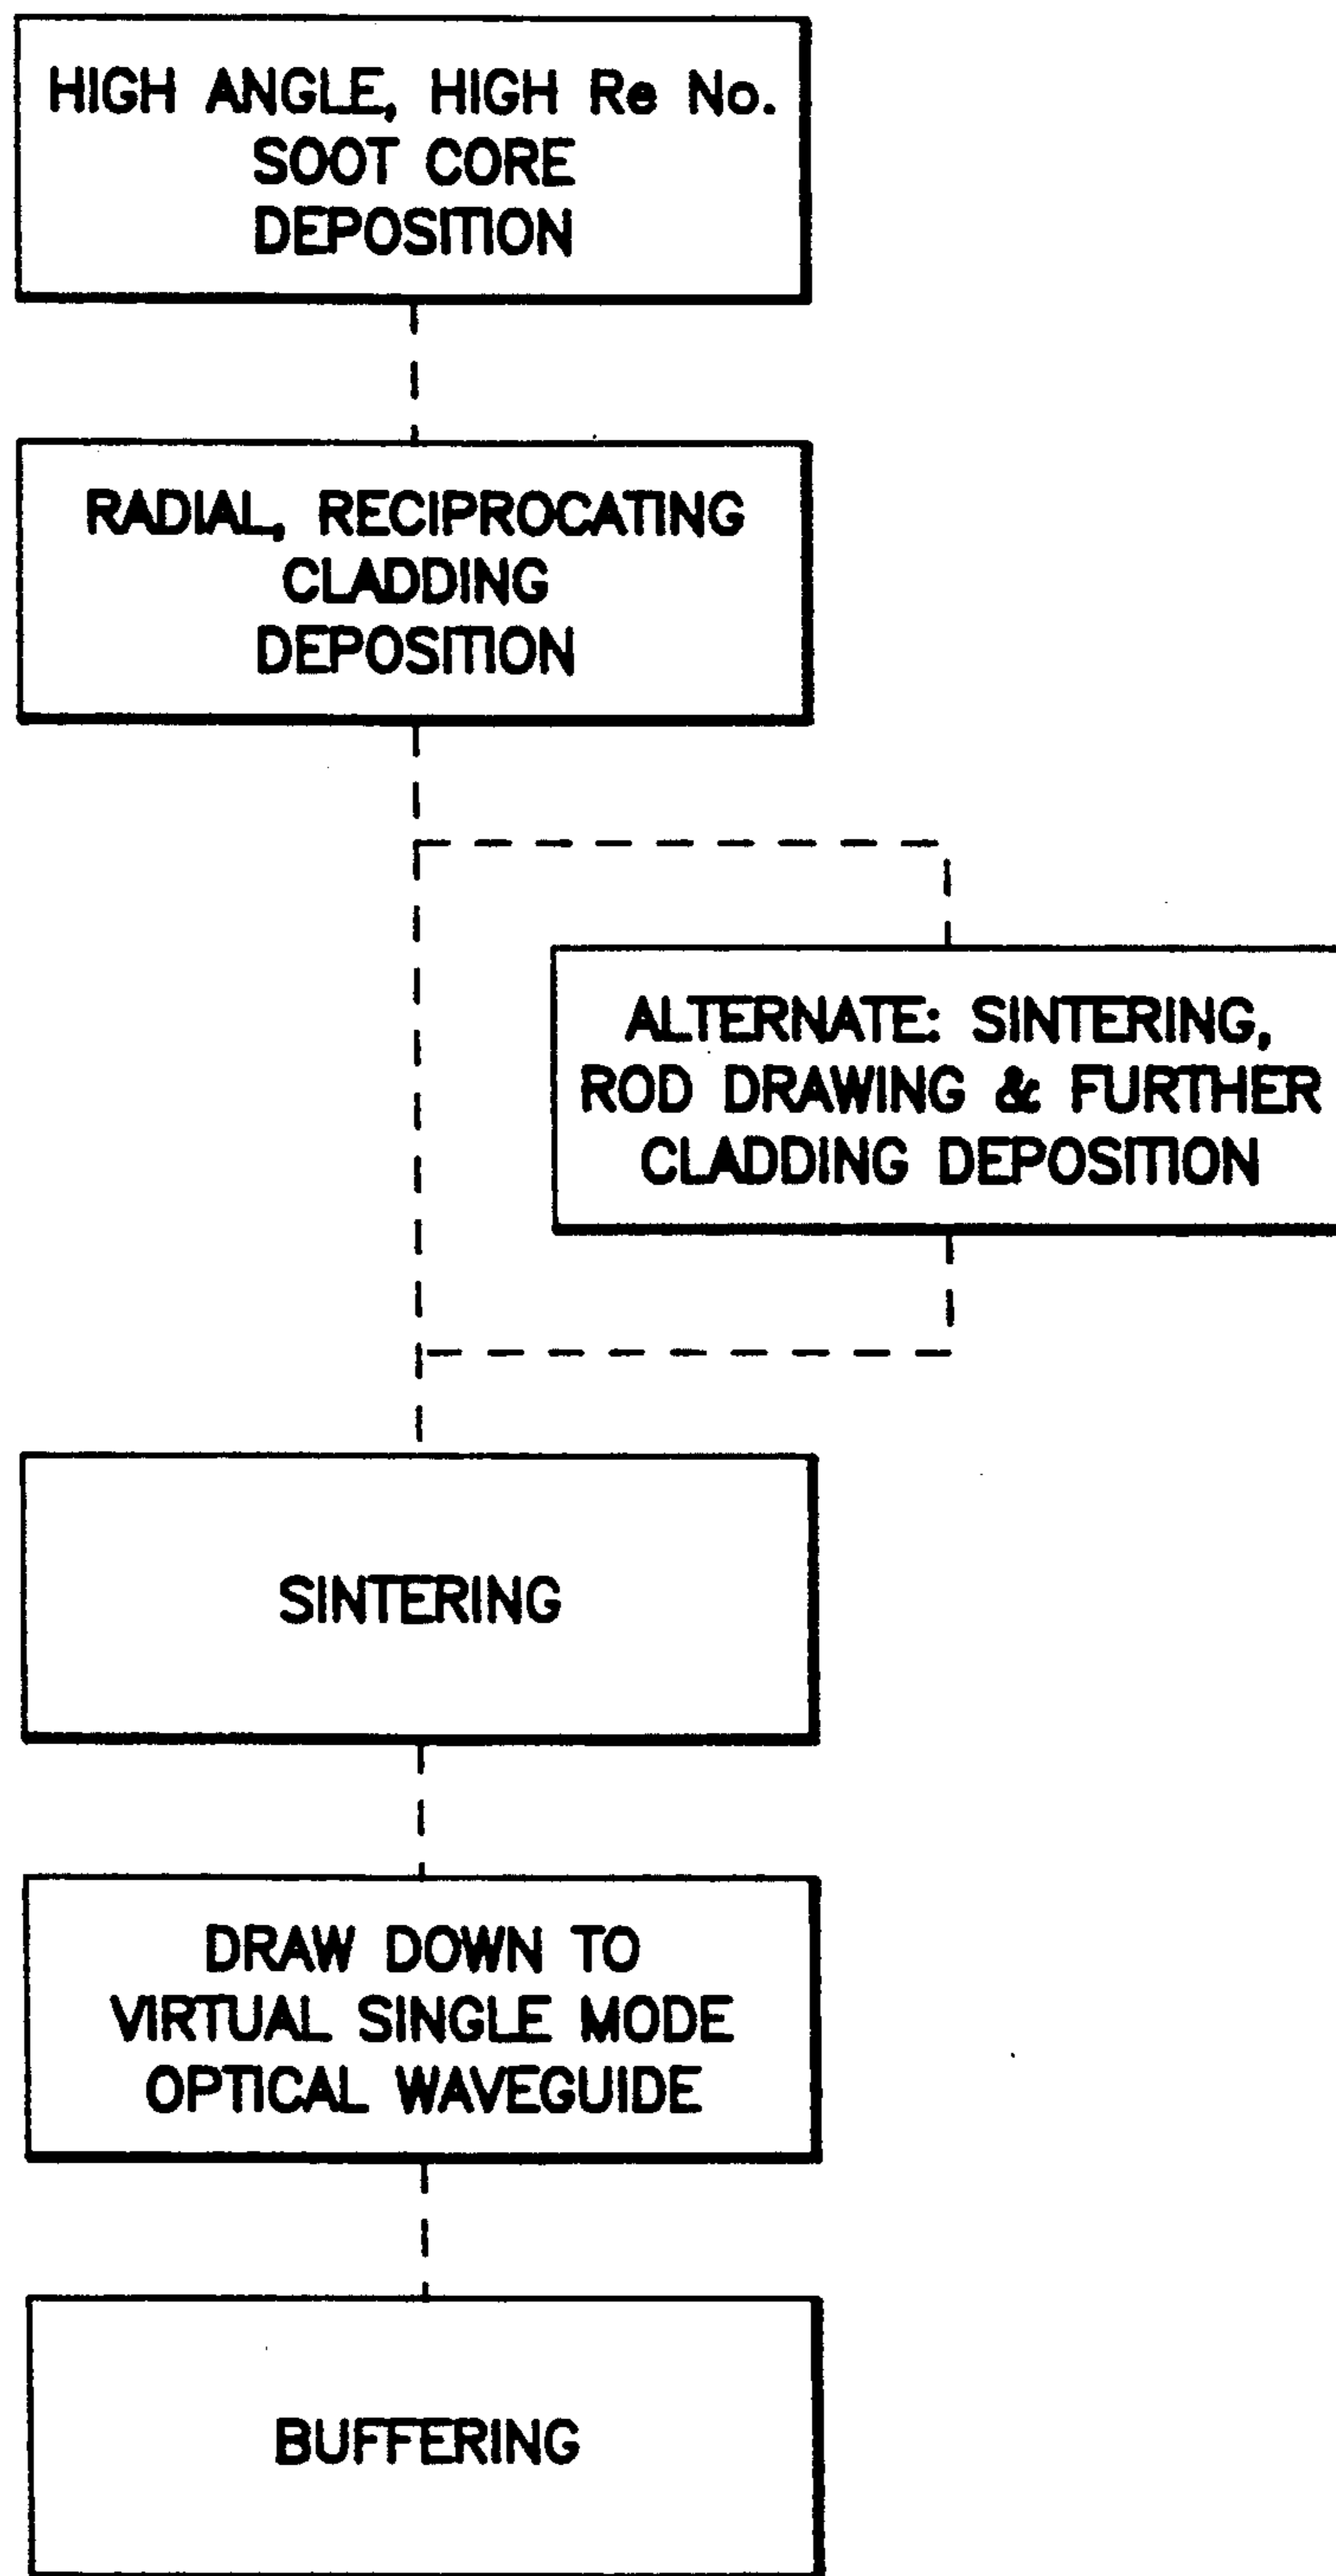 HIGH ANGLE, HIGH Re No.
SOOT CORE
DEPOSITION
RADIAL, RECIPROCATING
CLADDING
DEPOSITION
ALTERNATE: SINTERING,
ROD DRAWING & FURTHER
CLADDING DEPOSITION
SINTERING
DRAW DOWN TO
VIRTUAL SINGLE MODE
OPTICAL WAVEGUIDE
BUFFERING